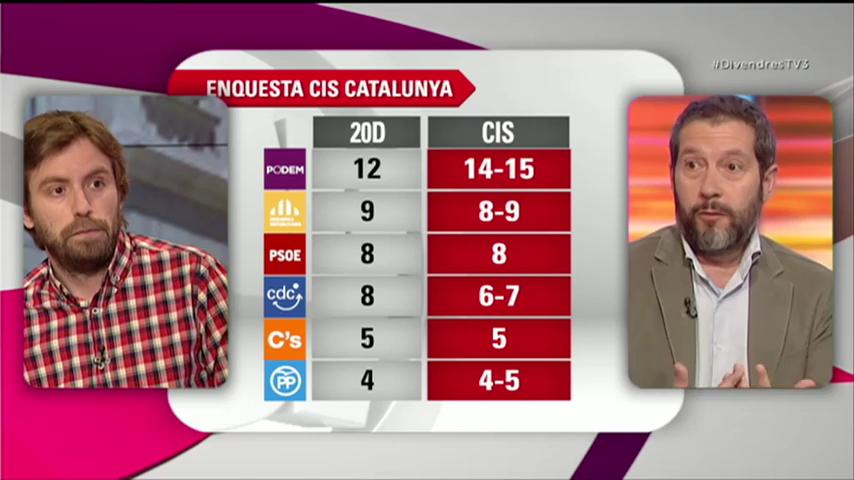 #DivendresTV3
ENQUESTA CIS CATALUNYA
20D CIS
PODEM 12 14-15
9 8-9
PSOE 8 8
cdc 8 6-7
C's 5 5
PP 4 4-5